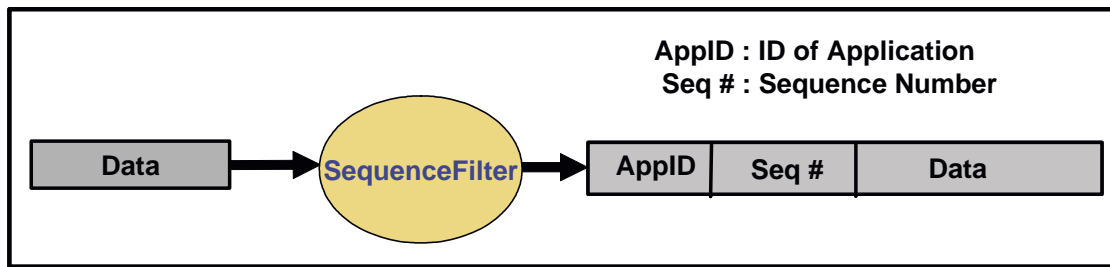 AppID : ID of Application
Seq # : Sequence Number
Data
SequenceFilter
AppID
Seq #
Data